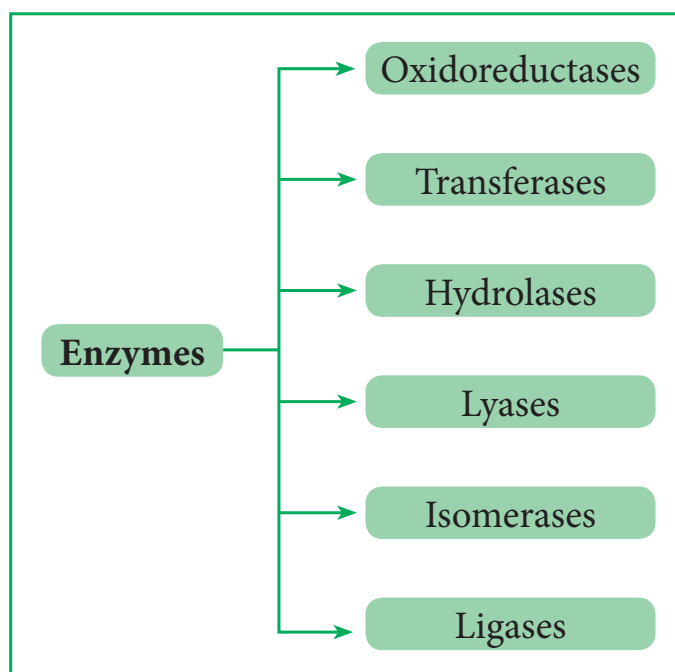 Oxidoreductases
Transferases
Hydrolases
Enzymes
Lyases
Isomerases
Ligases